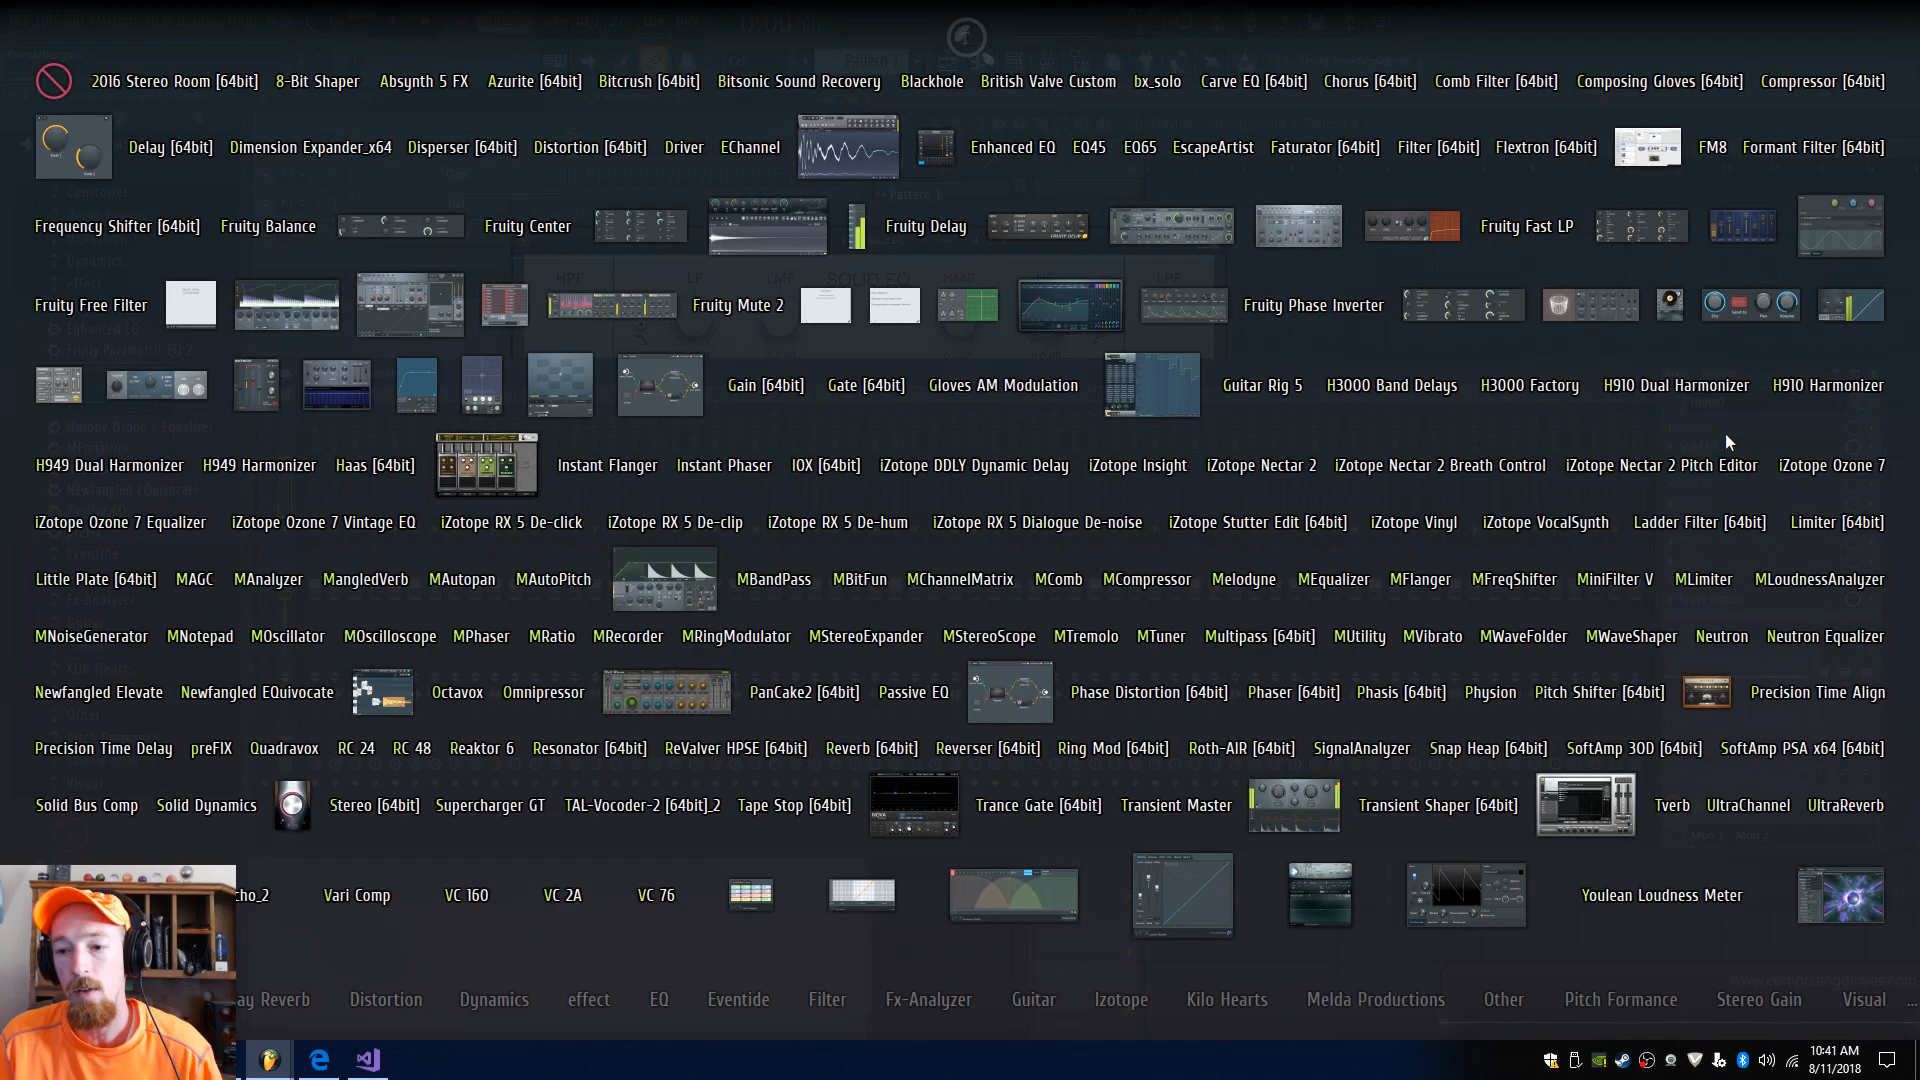 2016 Stereo Room [64bit] 8-Bit Shaper Absynth 5 FX Azurite [64bit] Bitcrush [64bit] Bitsonic Sound Recovery Blackhole British Valve Custom bx_solo Carve EQ [64bit] Chorus [64bit] Comb Filter [64bit] Composing Gloves [64bit] Compressor [64bit]
Delay [64bit] Dimension Expander_x64 Disperser [64bit] Distortion [64bit] Driver EChannel Enhanced EQ EQ45 EQ65 EscapeArtist Faturator [64bit] Filter [64bit] Flextron [64bit] FM8 Formant Filter [64bit]
Frequency Shifter [64bit] Fruity Balance Fruity Center Fruity Delay Fruity Fast LP
Fruity Free Filter Fruity Mute 2 Fruity Phase Inverter
Gain [64bit] Gate [64bit] Gloves AM Modulation Guitar Rig 5 H3000 Band Delays H3000 Factory H910 Dual Harmonizer H910 Harmonizer
H949 Dual Harmonizer H949 Harmonizer Haas [64bit] Instant Flanger Instant Phaser IOX [64bit] iZotope DDLY Dynamic Delay iZotope Insight iZotope Nectar 2 iZotope Nectar 2 Breath Control iZotope Nectar 2 Pitch Editor iZotope Ozone 7
iZotope Ozone 7 Equalizer iZotope Ozone 7 Vintage EQ iZotope RX 5 De-click iZotope RX 5 De-clip iZotope RX 5 De-hum iZotope RX 5 Dialogue De-noise iZotope Stutter Edit [64bit] iZotope Vinyl iZotope VocalSynth Ladder Filter [64bit] Limiter [64bit]
Little Plate [64bit] MAGC MAnalyzer MangledVerb MAutopan MAutoPitch MBandPass MBitFun MChannelMatrix MComb MCompressor Melodyne MEqualizer MFlanger MFreqShifter MiniFilter V MLimiter MLoudnessAnalyzer
MNoiseGenerator MNotepad MOscillator MOscilloscope MPhaser MRatio MRecorder MRingModulator MStereoExpander MStereoScope MTremolo MTuner Multipass [64bit] MUtility MVibrato MWaveFolder MWaveShaper Neutron Neutron Equalizer
Newfangled Elevate Newfangled EQuivocate Octavox Omnipressor PanCake2 [64bit] Passive EQ Phase Distortion [64bit] Phaser [64bit] Phasis [64bit] Physion Pitch Shifter [64bit] Precision Time Align
Precision Time Delay preFIX Quadravox RC 24 RC 48 Reaktor 6 Resonator [64bit] ReValver HPSE [64bit] Reverb [64bit] Reverser [64bit] Ring Mod [64bit] Roth-AIR [64bit] SignalAnalyzer Snap Heap [64bit] SoftAmp 3OD [64bit] SoftAmp PSA x64 [64bit]
Solid Bus Comp Solid Dynamics Stereo [64bit] Supercharger GT TAL-Vocoder-2 [64bit]_2 Tape Stop [64bit] Trance Gate [64bit] Transient Master Transient Shaper [64bit] Tverb UltraChannel UltraReverb
cho_2 Vari Comp VC 160 VC 2A VC 76 Youlean Loudness Meter
www.composinggloves.com
ay Reverb Distortion Dynamics effect EQ Eventide Filter Fx-Analyzer Guitar Izotope Kilo Hearts Melda Productions Other Pitch Formance Stereo Gain Visual ...
10:41 AM
8/11/2018